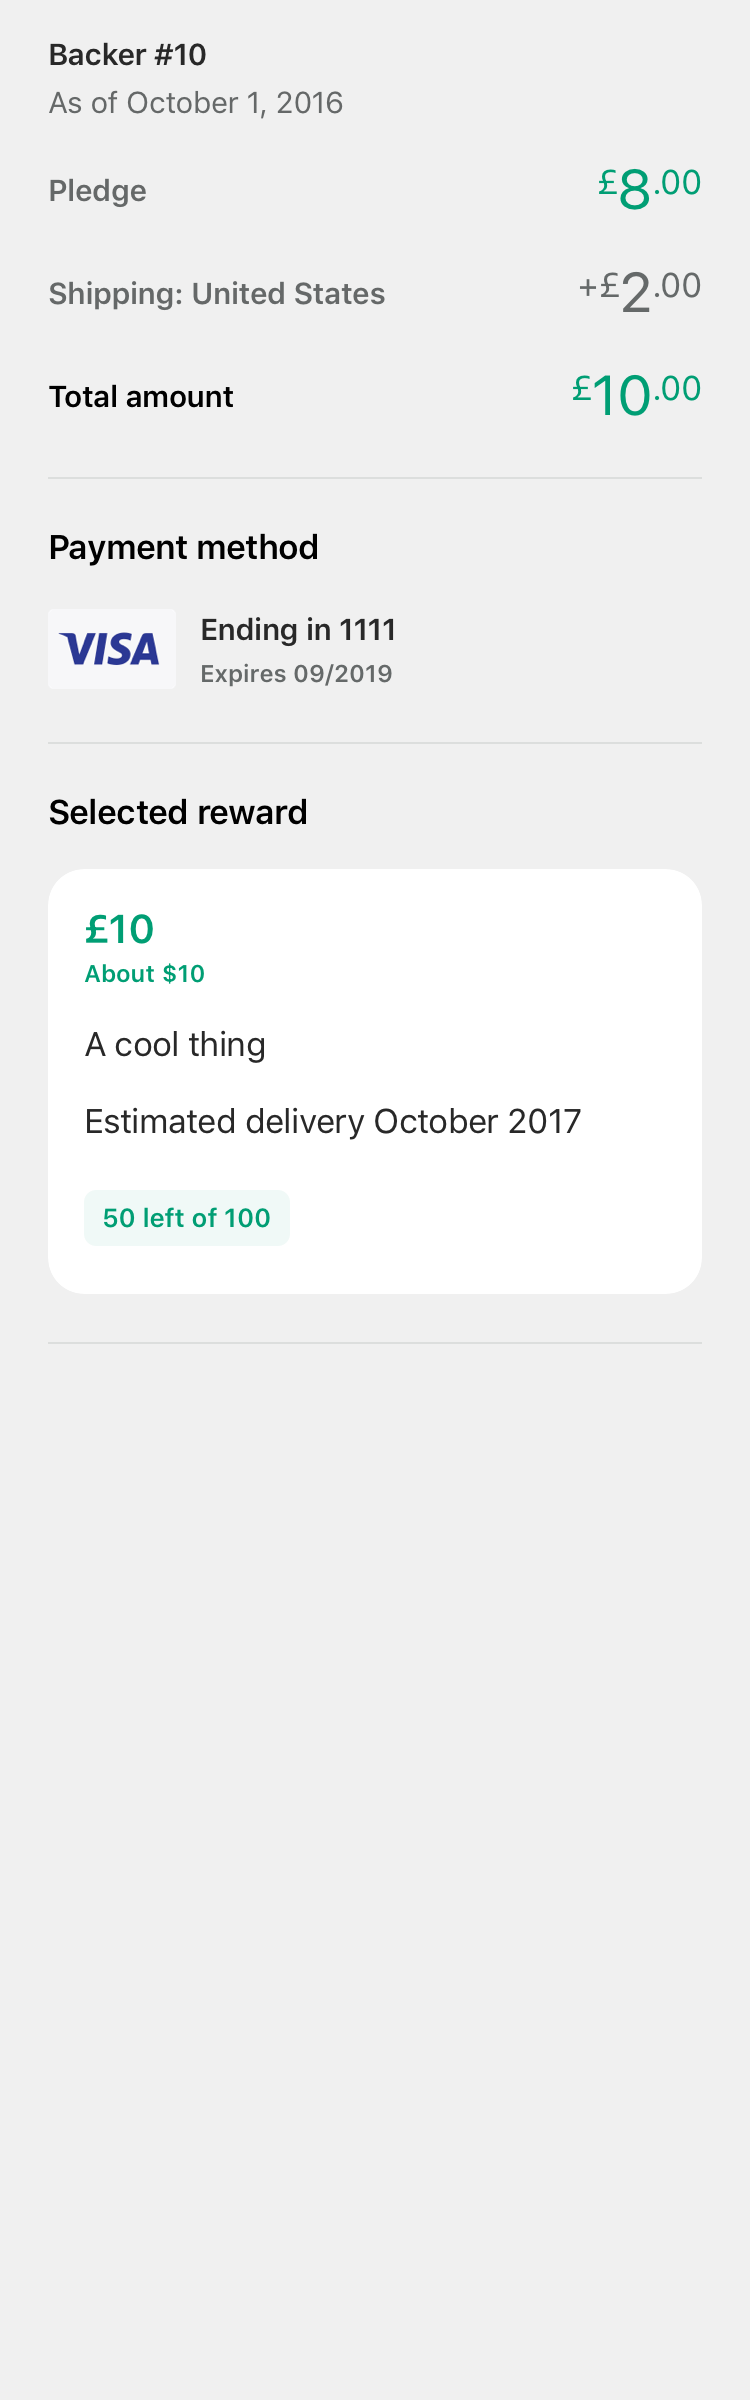 Backer #10
As of October 1, 2016
Pledge £8.00
Shipping: United States +£2.00
Total amount £10.00
Payment method
VISA Ending in 1111
Expires 09/2019
Selected reward
£10
About $10
A cool thing
Estimated delivery October 2017
50 left of 100